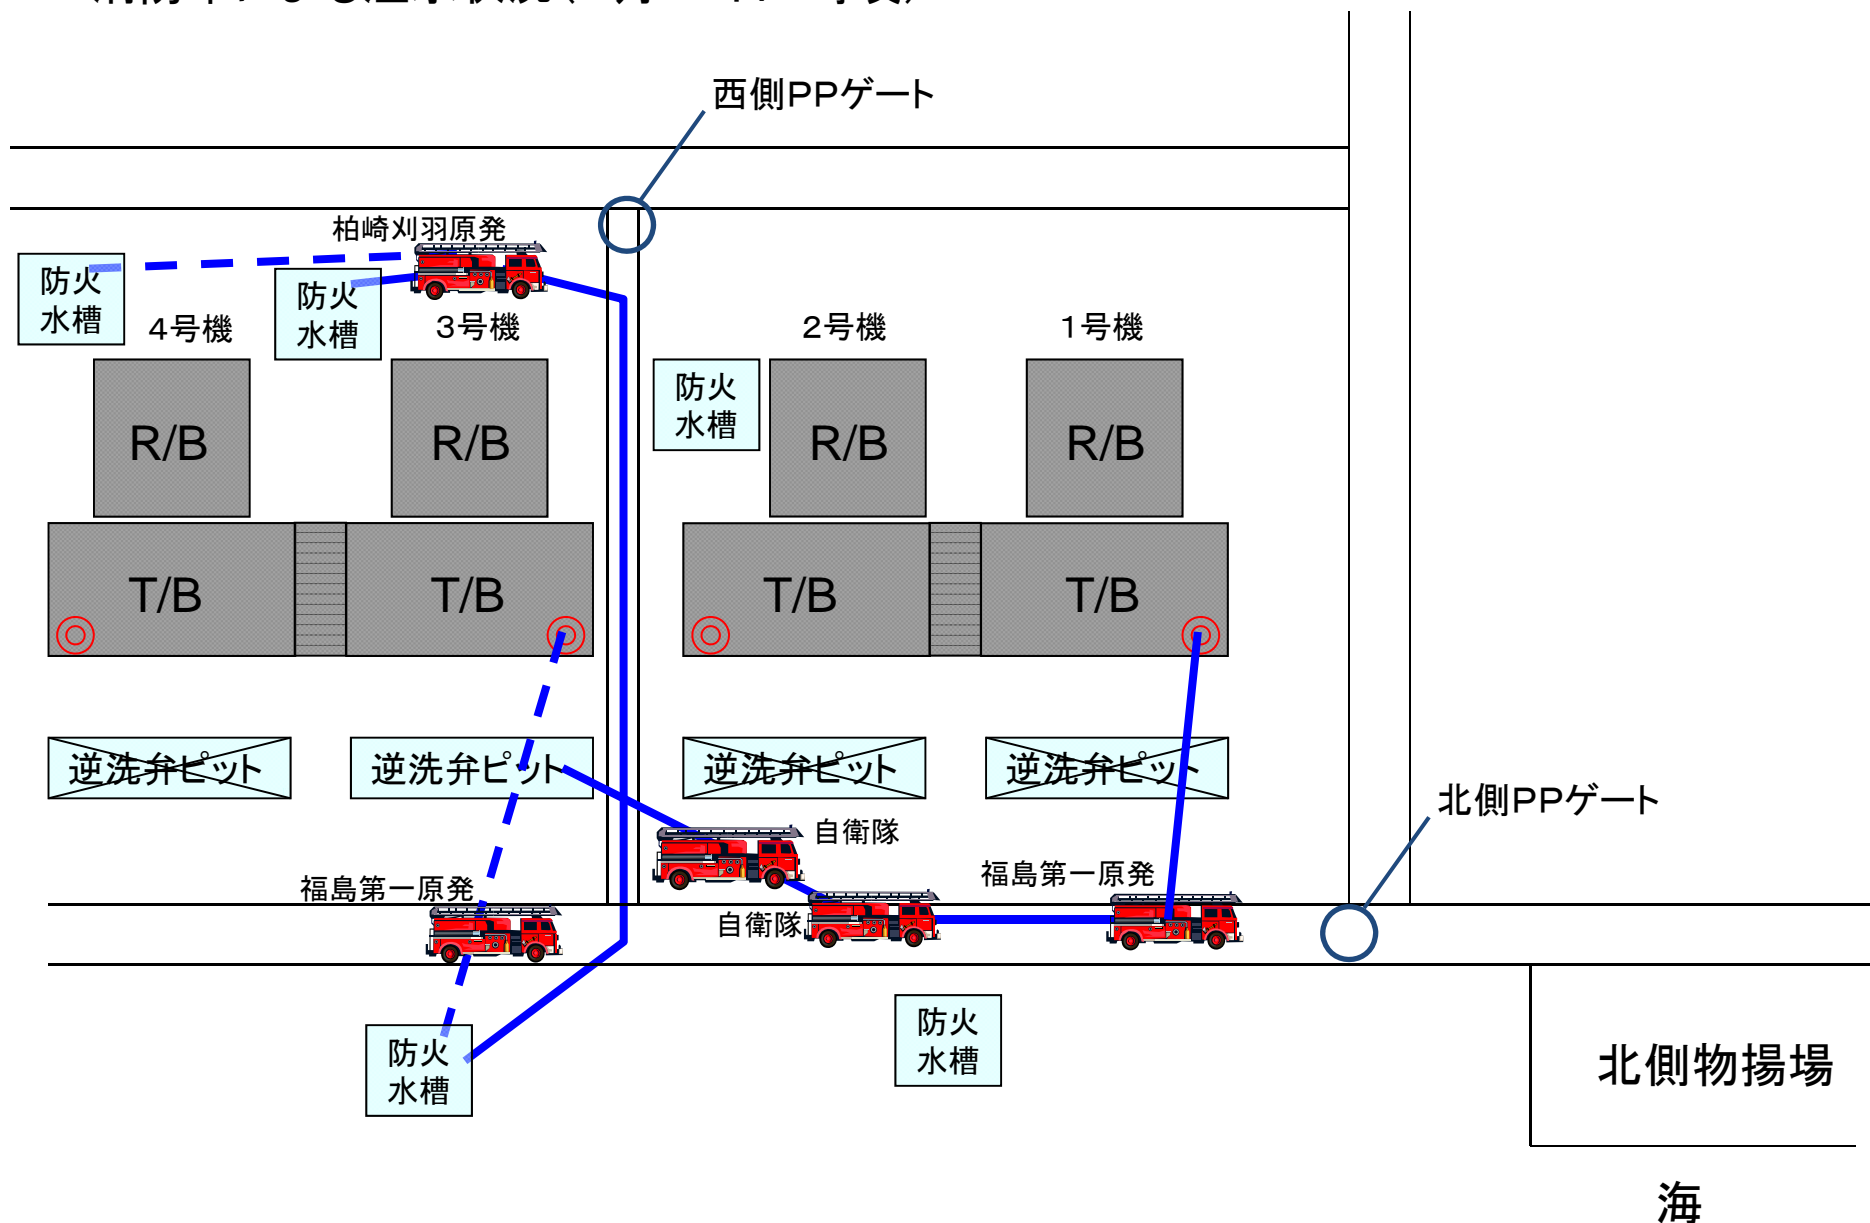 西側PPゲート
柏崎刈羽原発
防火
水槽
防火
水槽
4号機
3号機
2号機
1号機
防火
水槽
R/B
R/B
R/B
R/B
T/B
T/B
T/B
T/B
逆洗弁ピット
逆洗弁ピット
逆洗弁ピット
逆洗弁ピット
北側PPゲート
自衛隊
福島第一原発
福島第一原発
自衛隊
防火
水槽
防火
水槽
北側物揚場
海